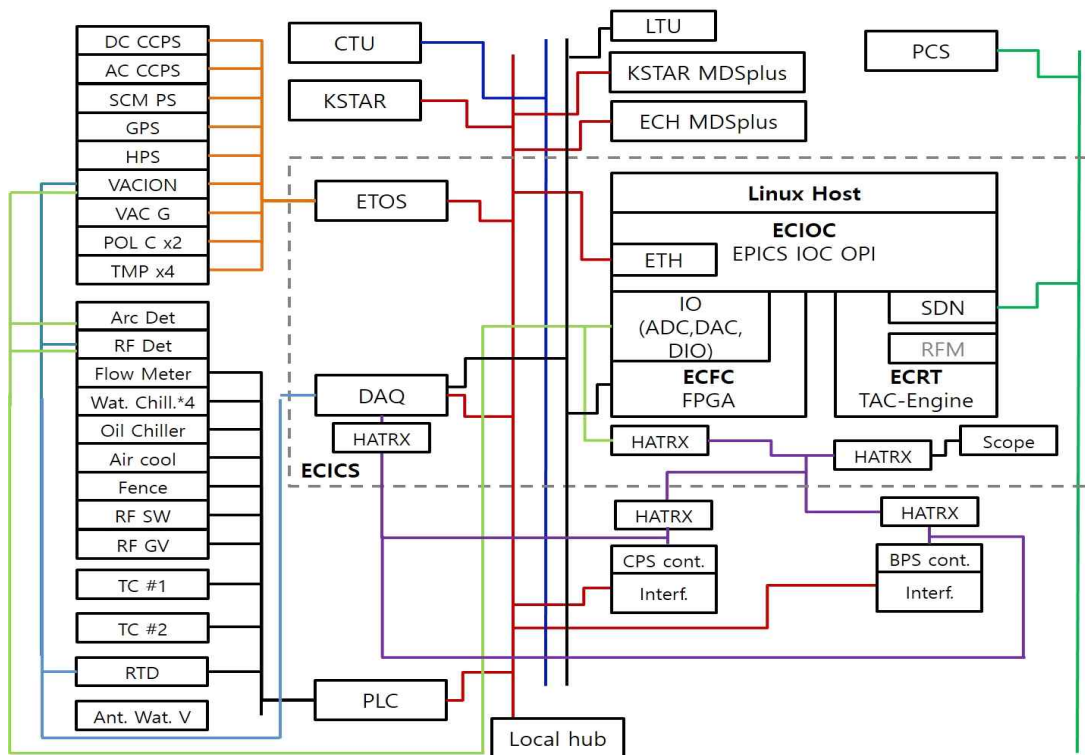 DC CCPS
AC CCPS
SCM PS
GPS
HPS
VACION
VAC G
POL C x2
TMP x4
Arc Det
RF Det
Flow Meter
Wat. Chill.*4
Oil Chiller
Air cool
Fence
RF SW
RF GV
TC #1
TC #2
RTD
Ant. Wat. V
CTU
KSTAR
ETOS
DAQ
HATRX
ECICS
PLC
Local hub
LTU
KSTAR MDSplus
ECH MDSplus
PCS
Linux Host
ECIOC
EPICS IOC OPI
ETH
IO
(ADC,DAC,
DIO)
ECFC
FPGA
SDN
RFM
ECRT
TAC-Engine
HATRX
HATRX
Scope
HATRX
CPS cont.
Interf.
HATRX
BPS cont.
Interf.